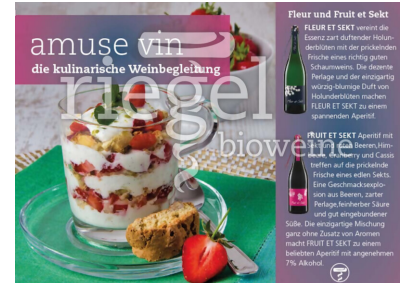 amuse vin
die kulinarische Weinbegleitung
riegel
bioweine
Fleur und Fruit et Sekt
FLEUR ET SEKT vereint die
Essenz zart duftender Holun-
derblüten mit der prickelnden
Frische eines richtig guten
Schaumweins. Die dezente
Perlage und der einzigartig
würzig-blumige Duft von
Holunderblüten machen
FLEUR ET SEKT zu einem
spannenden Aperitif.
FRUIT ET SEKT Aperitif mit
Sekt und roten Beeren, Him-
beere, Cranberry und Cassis
treffen auf die prickelnde
Frische eines edlen Sekts.
Eine Geschmacksexplo-
sion aus Beeren, zarter
Perlage,feinherber Säure
und gut eingebundener
Süße. Die einzigartige Mischung
ganz ohne Zusatz von Aromen
macht FRUIT ET SEKT zu einem
beliebten Aperitif mit angenehmen
7% Alkohol.